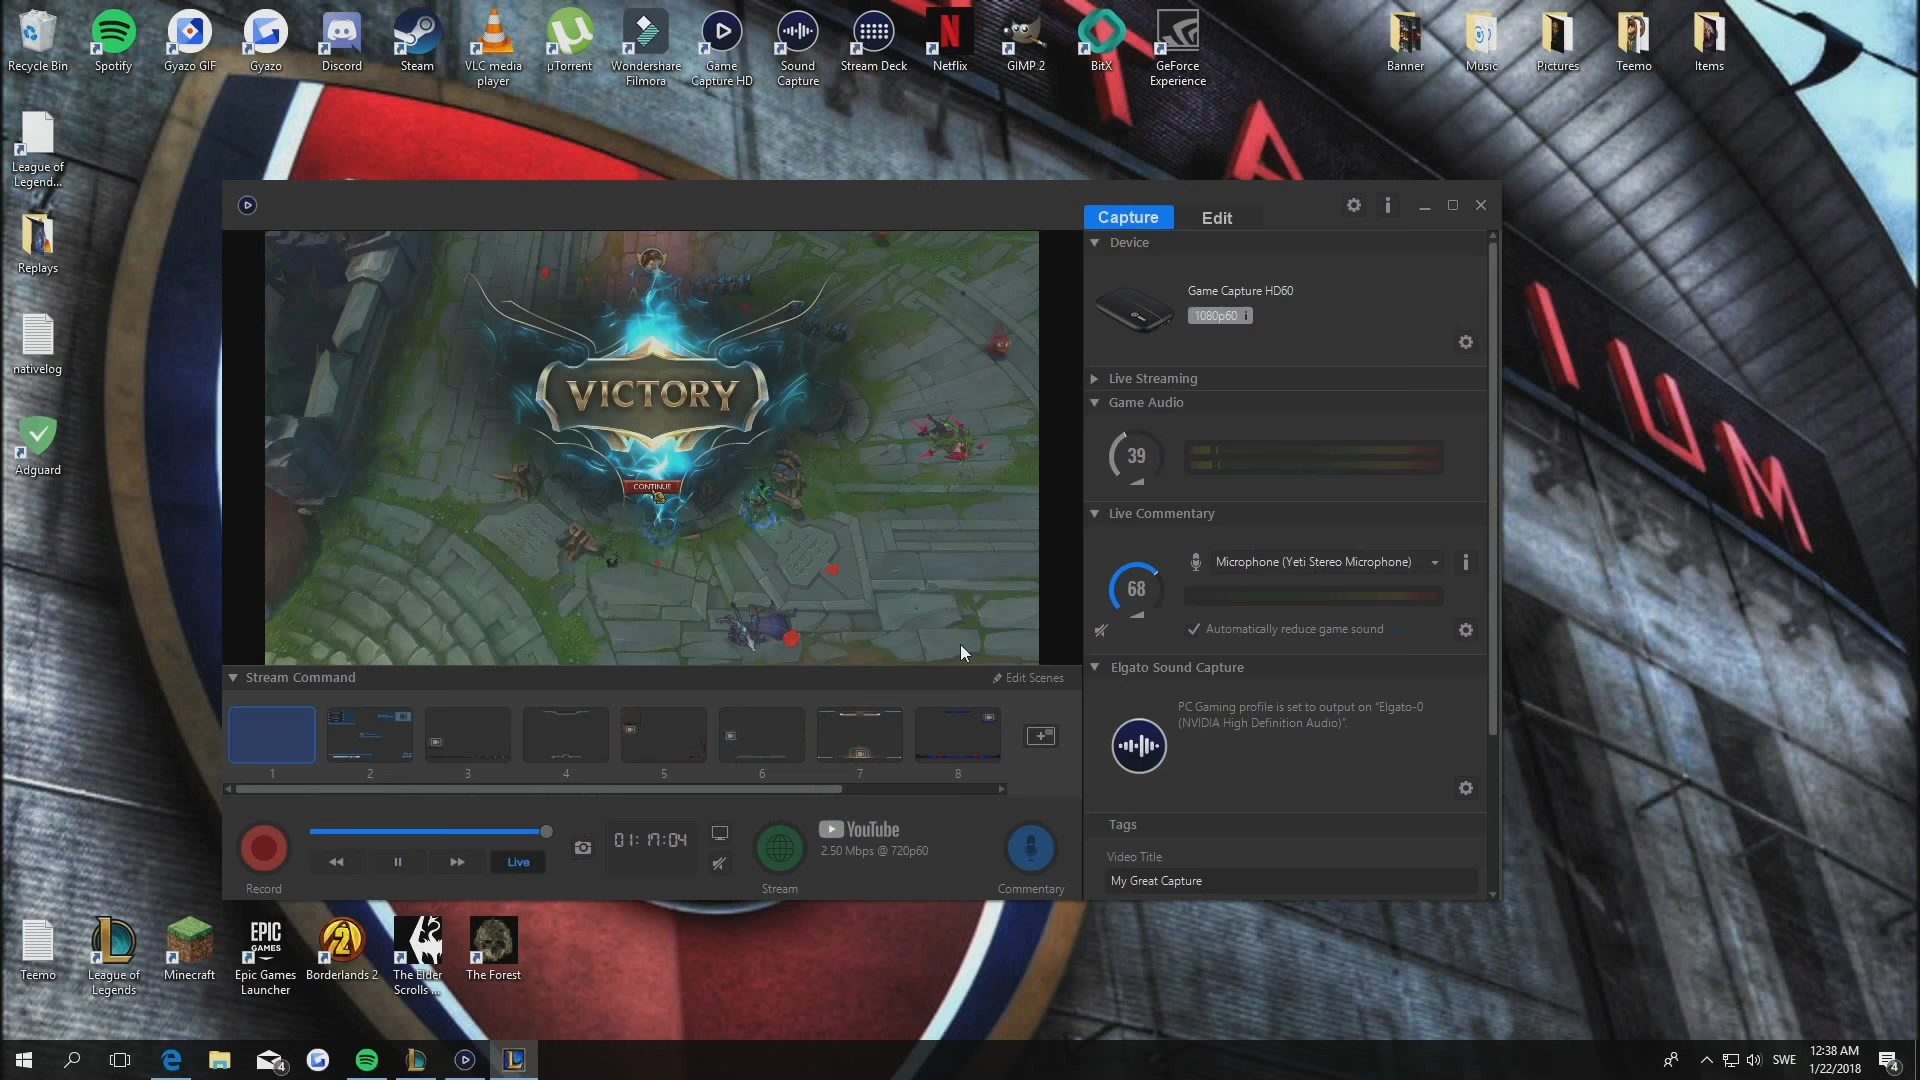 Recycle Bin
Spotify
Gyazo GIF
Gyazo
Discord
Steam
VLC media
player
µTorrent
Wondershare
Filmora
Game
Capture HD
Sound
Capture
Stream Deck
Netflix
GIMP 2
BitX
GeForce
Experience
Banner
Music
Pictures
Teemo
Items
League of
Legend...
Replays
nativelog
Adguard
Capture
Edit
Device
Game Capture HD60
1080p60 i
Live Streaming
Game Audio
39
Live Commentary
Microphone (Yeti Stereo Microphone)
68
Automatically reduce game sound
Elgato Sound Capture
PC Gaming profile is set to output on "Elgato-0
(NVIDIA High Definition Audio)".
Tags
Video Title
My Great Capture
VICTORY
CONTINUE
Stream Command
Edit Scenes
1
2
3
4
5
6
7
8
Record
Live
01:17:04
Stream
YouTube
2.50 Mbps @ 720p60
Commentary
Teemo
League of
Legends
Minecraft
EPIC
GAMES
Epic Games
Launcher
2
Borderlands 2
The Elder
Scrolls ...
The Forest
4
SWE
12:38 AM
1/22/2018
4